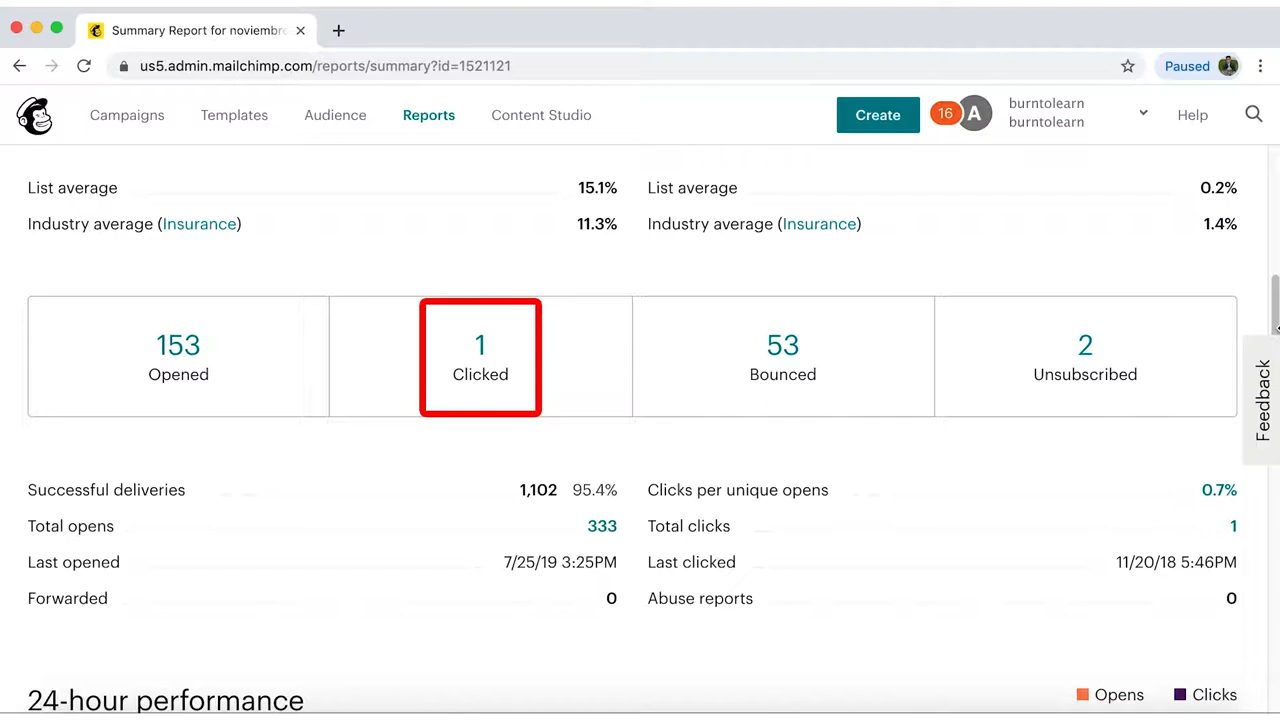 Summary Report for noviembre
us5.admin.mailchimp.com/reports/summary?id=1521121
Paused
Campaigns
Templates
Audience
Reports
Content Studio
Create
16
A
burntolearn
burntolearn
Help
List average 15.1%
List average 0.2%
Industry average (Insurance) 11.3%
Industry average (Insurance) 1.4%
153
Opened
1
Clicked
53
Bounced
2
Unsubscribed
Feedback
Successful deliveries 1,102 95.4%
Clicks per unique opens 0.7%
Total opens 333
Total clicks 1
Last opened 7/25/19 3:25PM
Last clicked 11/20/18 5:46PM
Forwarded 0
Abuse reports 0
24-hour performance
Opens
Clicks